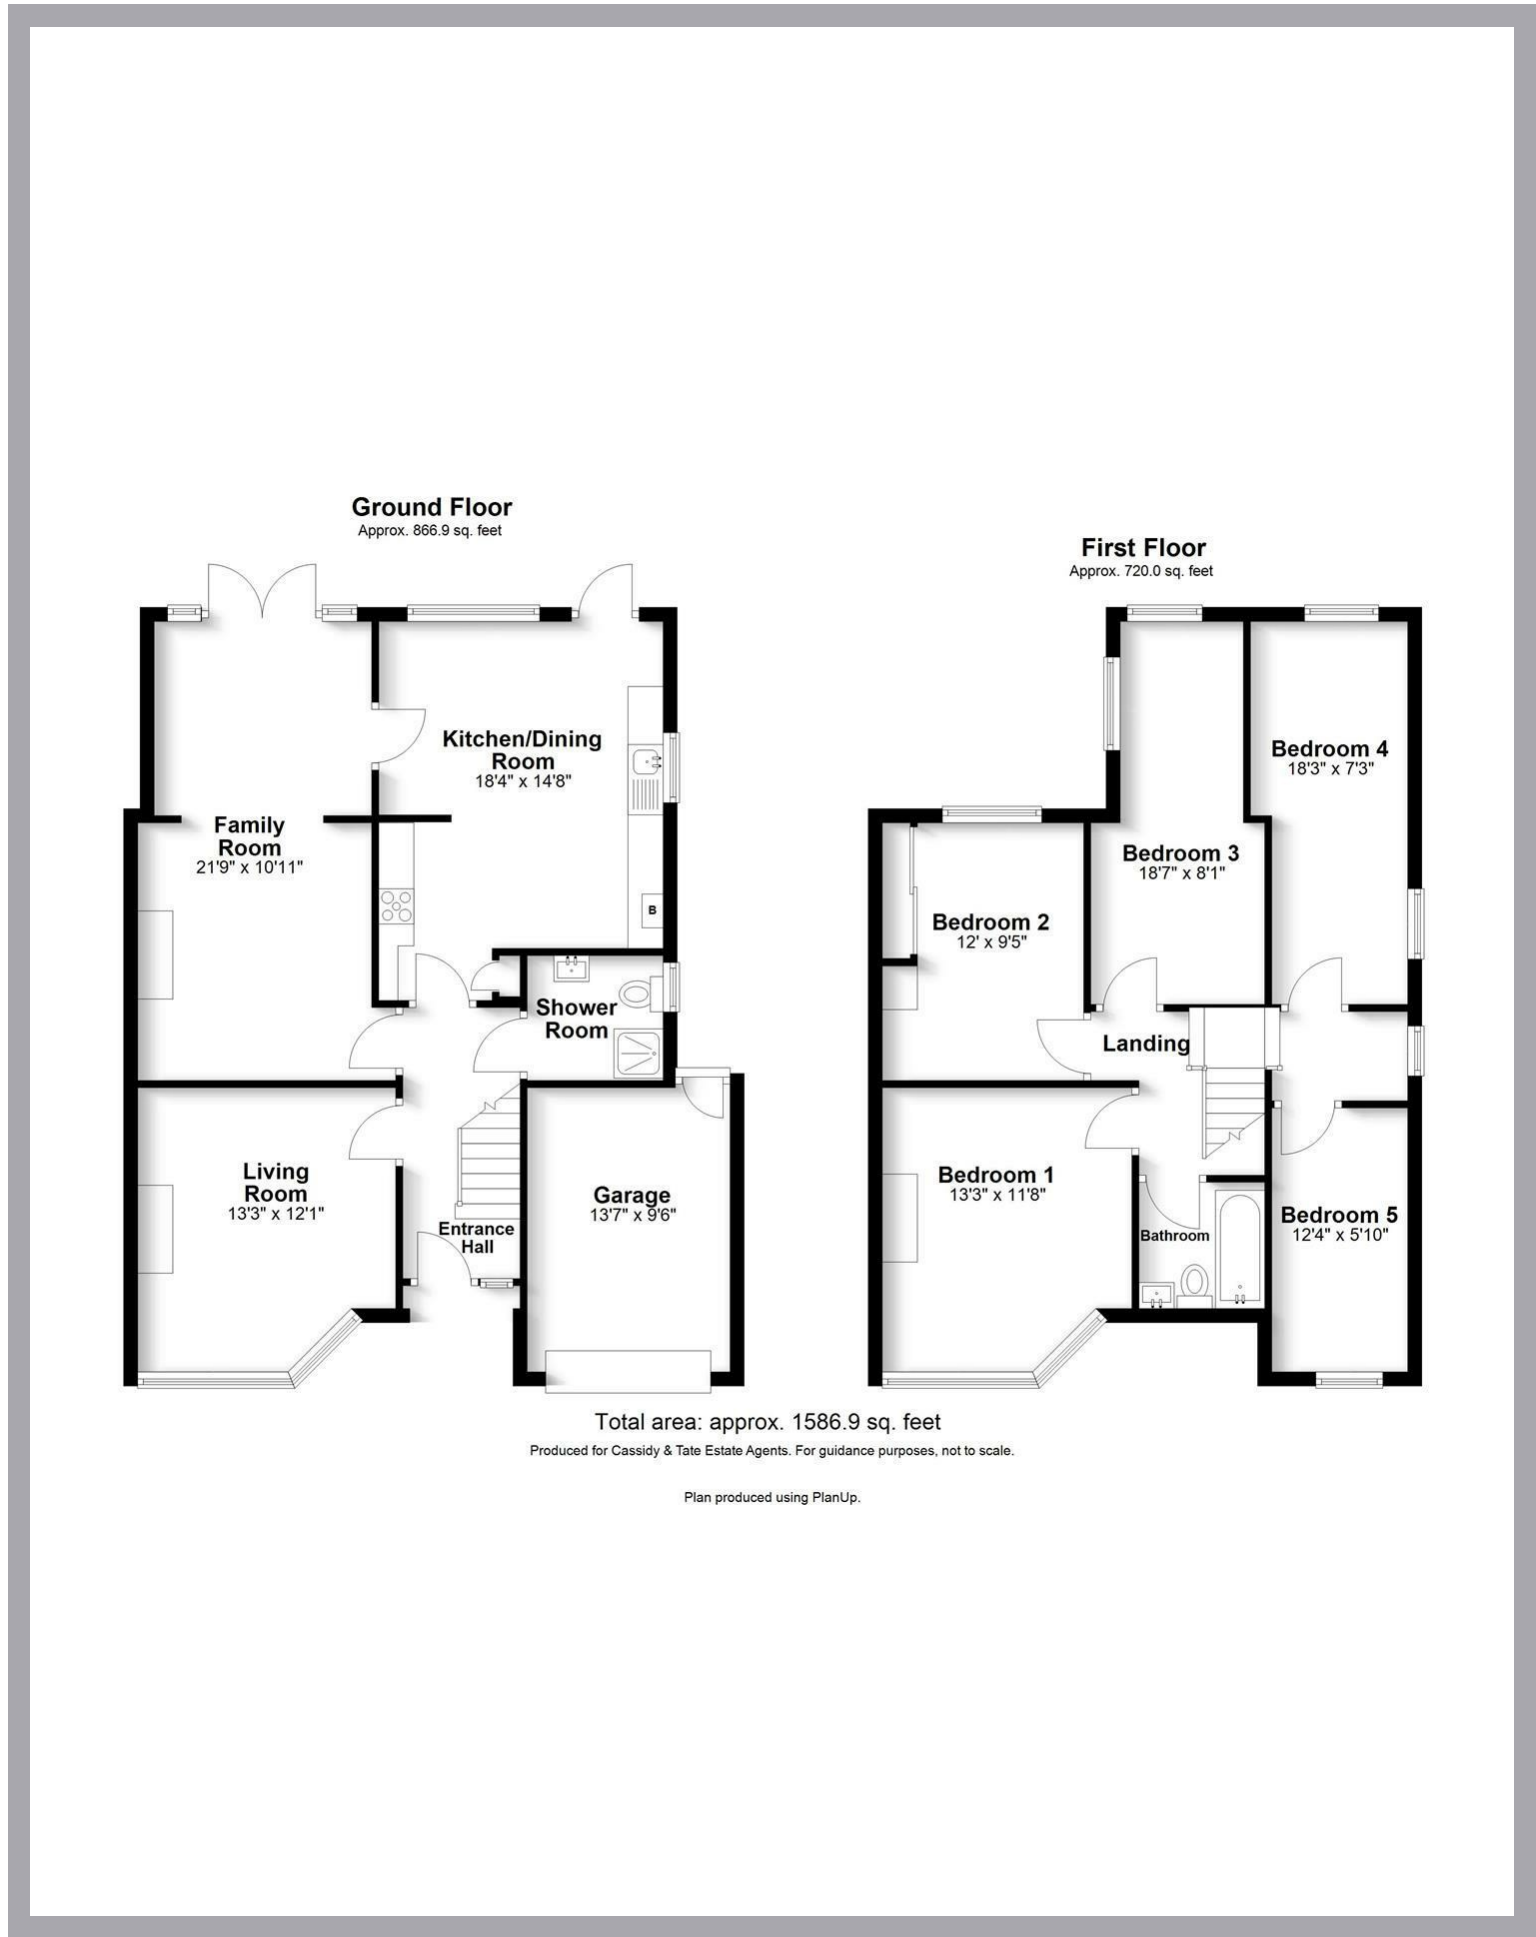 Ground Floor
Approx. 866.9 sq. feet
Kitchen/Dining
Room
18'4" x 14'8"
Family
Room
21'9" x 10'11"
B
Shower
Room
Living
Room
13'3" x 12'1"
Entrance
Hall
Garage
13'7" x 9'6"
First Floor
Approx. 720.0 sq. feet
Bedroom 4
18'3" x 7'3"
Bedroom 3
18'7" x 8'1"
Bedroom 2
12' x 9'5"
Landing
Bedroom 1
13'3" x 11'8"
Bathroom
Bedroom 5
12'4" x 5'10"
Total area: approx. 1586.9 sq. feet
Produced for Cassidy & Tate Estate Agents. For guidance purposes, not to scale.
Plan produced using PlanUp.